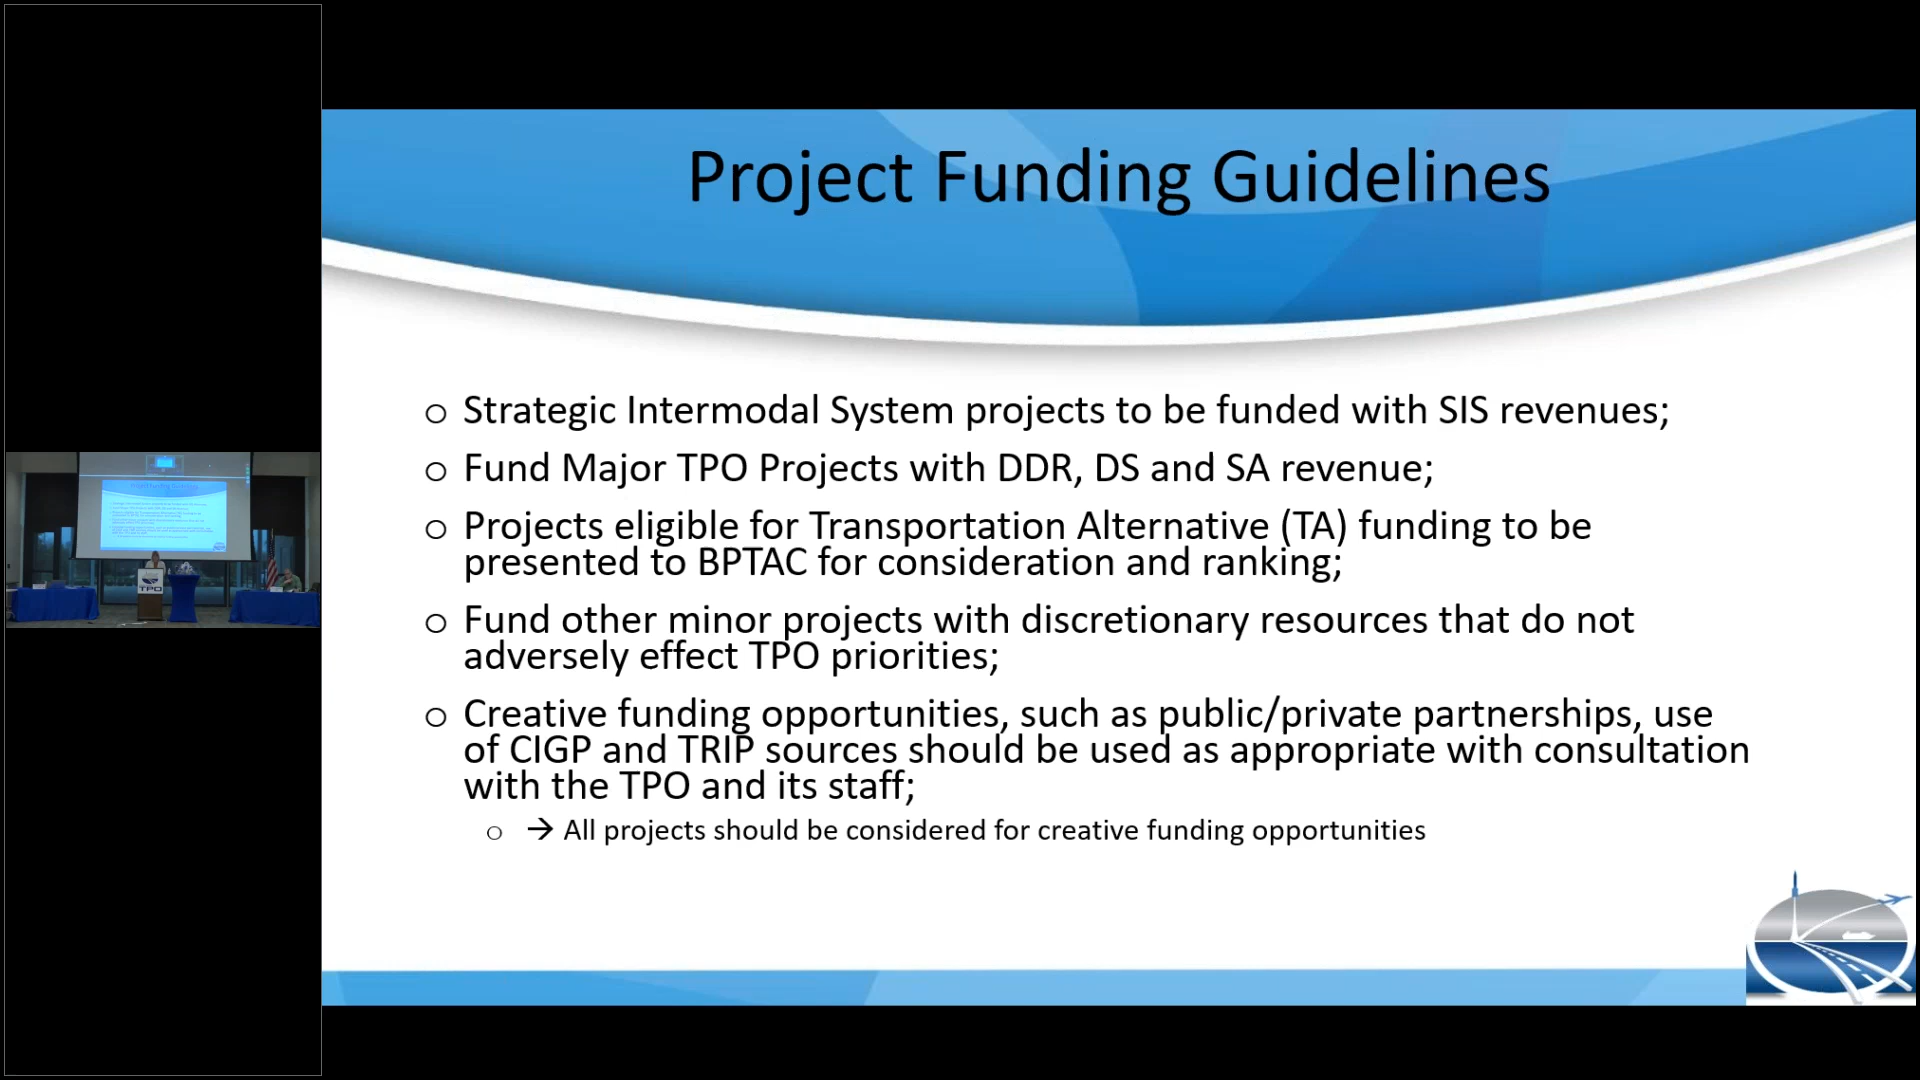 Project Funding Guidelines
o Strategic Intermodal System projects to be funded with SIS revenues;
o Fund Major TPO Projects with DDR, DS and SA revenue;
o Projects eligible for Transportation Alternative (TA) funding to be
presented to BPTAC for consideration and ranking;
o Fund other minor projects with discretionary resources that do not
adversely effect TPO priorities;
o Creative funding opportunities, such as public/private partnerships, use
of CIGP and TRIP sources should be used as appropriate with consultation
with the TPO and its staff;
o → All projects should be considered for creative funding opportunities
TPO